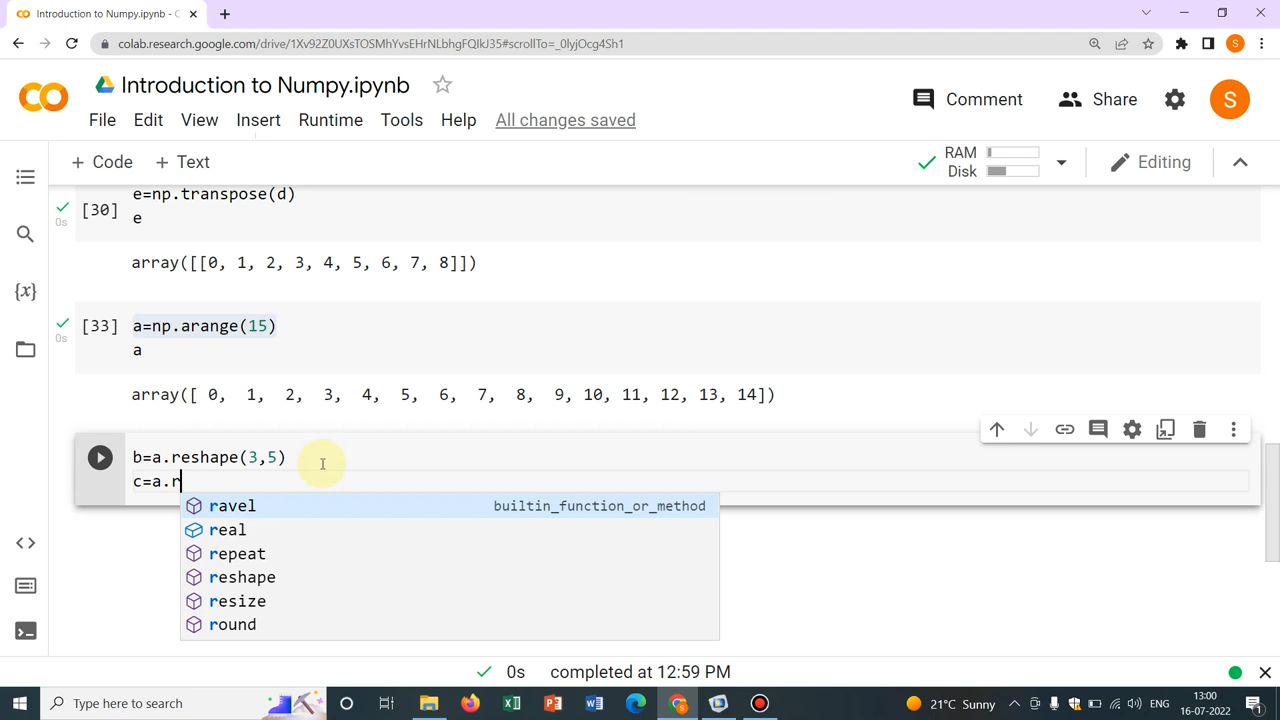 Introduction to Numpy.ipynb - Co
colab.research.google.com/drive/1Xv92Z0UXsTOSMhYvsEHrNLbhgFQIbI35#scrollTo=_0IyjOcg4Sh1
S
Introduction to Numpy.ipynb
Comment
Share
S
File Edit View Insert Runtime Tools Help All changes saved
+ Code + Text
RAM
Disk
Editing
e=np.transpose(d)
[30]
e
0s
array([[0, 1, 2, 3, 4, 5, 6, 7, 8]])
[33] a=np.arange(15)
0s
a
array([ 0, 1, 2, 3, 4, 5, 6, 7, 8, 9, 10, 11, 12, 13, 14])
b=a.reshape(3,5)
c=a.r
ravel builtin_function_or_method
real
repeat
reshape
resize
round
{x}
0s completed at 12:59 PM
Type here to search
21°C Sunny
ENG
13:00
16-07-2022
1